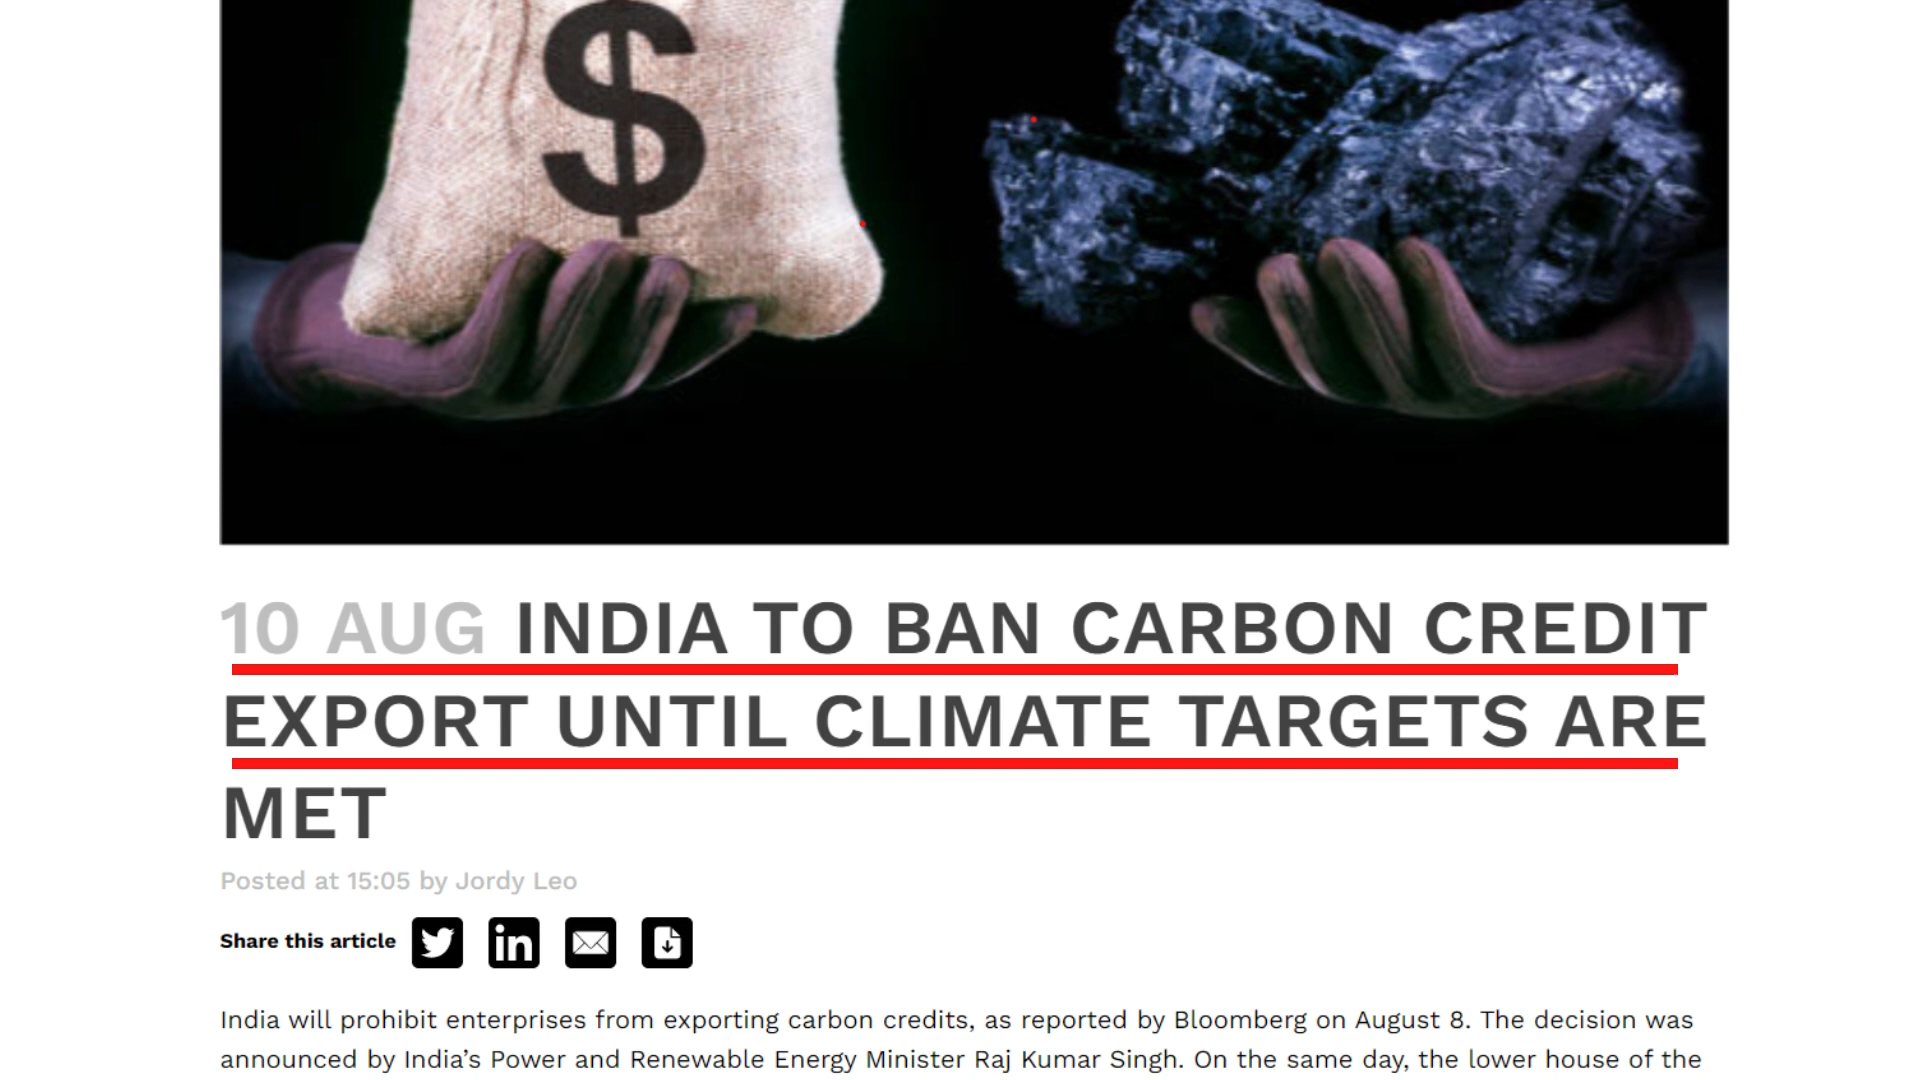 $
10 AUG INDIA TO BAN CARBON CREDIT
EXPORT UNTIL CLIMATE TARGETS ARE
MET
Posted at 15:05 by Jordy Leo
Share this article
India will prohibit enterprises from exporting carbon credits, as reported by Bloomberg on August 8. The decision was
announced by India’s Power and Renewable Energy Minister Raj Kumar Singh. On the same day, the lower house of the